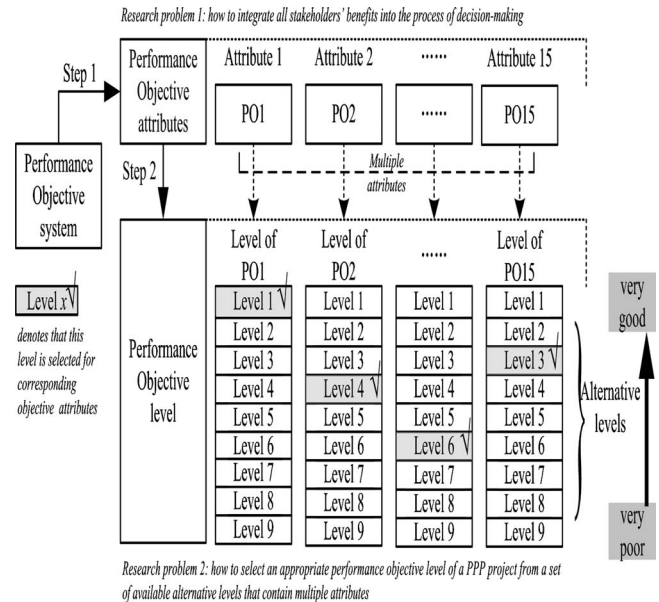 Research problem 1: how to integrate all stakeholders' benefits into the process of decision-making
Step 1
Performance
Objective
attributes
Attribute 1
Attribute 2
······
Attribute 15
PO1
PO2
······
PO15
Performance
Objective
system
Step 2
Multiple
attributes
Performance
Objective
level
Level of
PO1
Level of
PO2
······
Level of
PO15
Level 1 √
Level 2
Level 3
Level 4
Level 5
Level 6
Level 7
Level 8
Level 9
Level 1
Level 2
Level 3
Level 4 √
Level 5
Level 6
Level 7
Level 8
Level 9
Level 1
Level 2
Level 3
Level 4
Level 5
Level 6 √
Level 7
Level 8
Level 9
Level 1
Level 2
Level 3 √
Level 4
Level 5
Level 6
Level 7
Level 8
Level 9
Level x √
denotes that this
level is selected for
corresponding
objective attributes
Alternative
levels
very
good
very
poor
Research problem 2: how to select an appropriate performance objective level of a PPP project from a set
of available alternative levels that contain multiple attributes